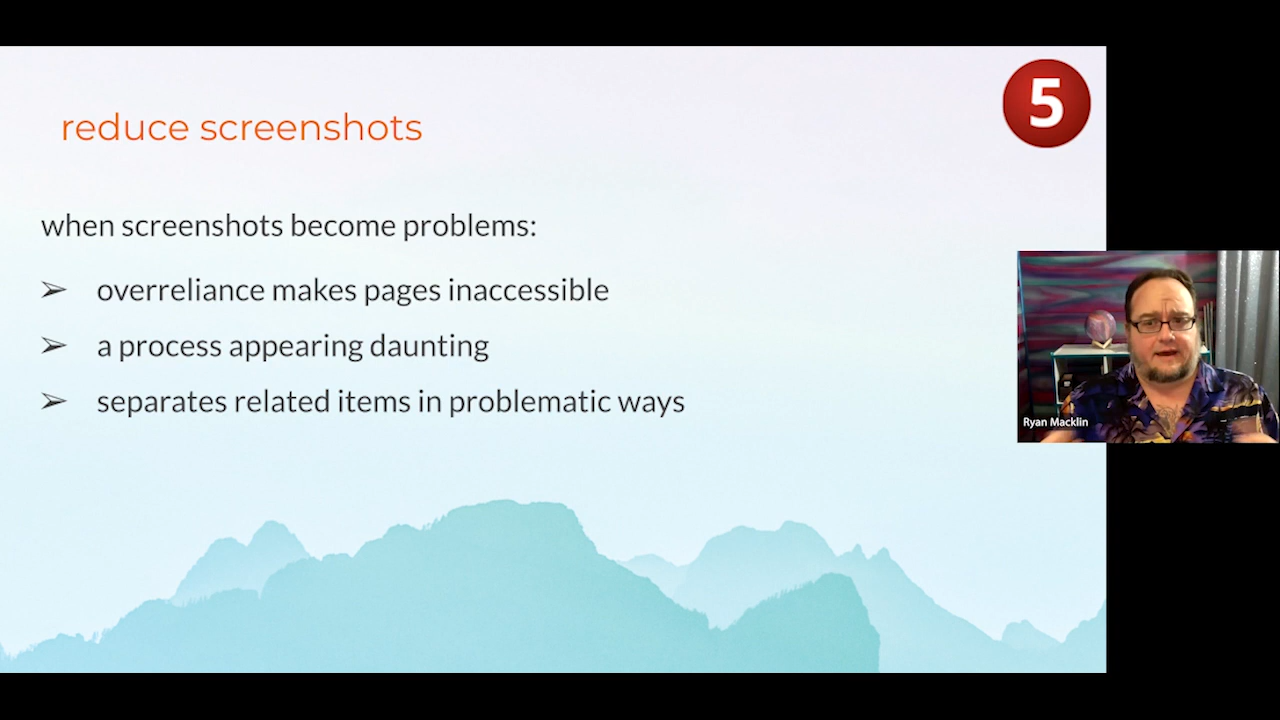 5
reduce screenshots
when screenshots become problems:
➢ overreliance makes pages inaccessible
➢ a process appearing daunting
➢ separates related items in problematic ways
Ryan Macklin